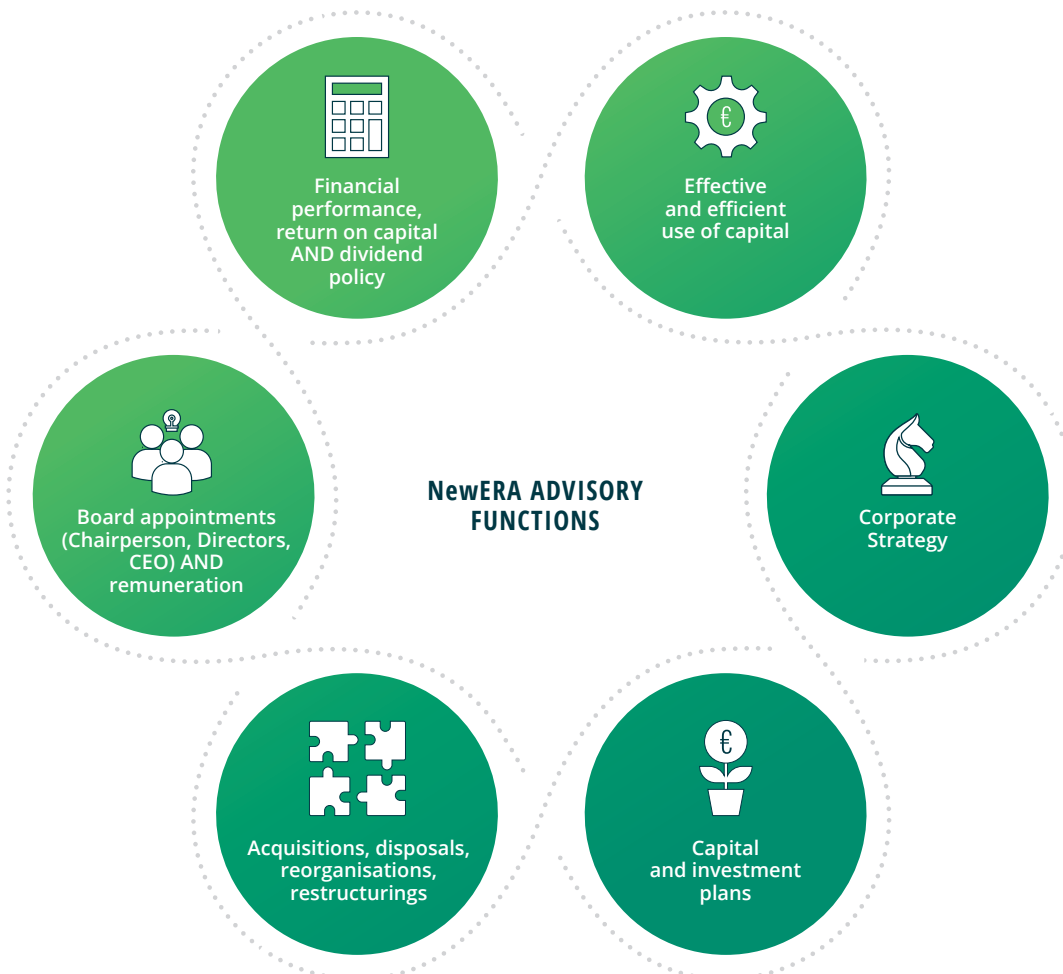 Financial
performance,
return on capital
AND dividend
policy
Effective
and efficient
use of capital
Board appointments
(Chairperson, Directors,
CEO) AND
remuneration
NewERA ADVISORY
FUNCTIONS
Corporate
Strategy
Acquisitions, disposals,
reorganisations,
restructurings
Capital
and investment
plans